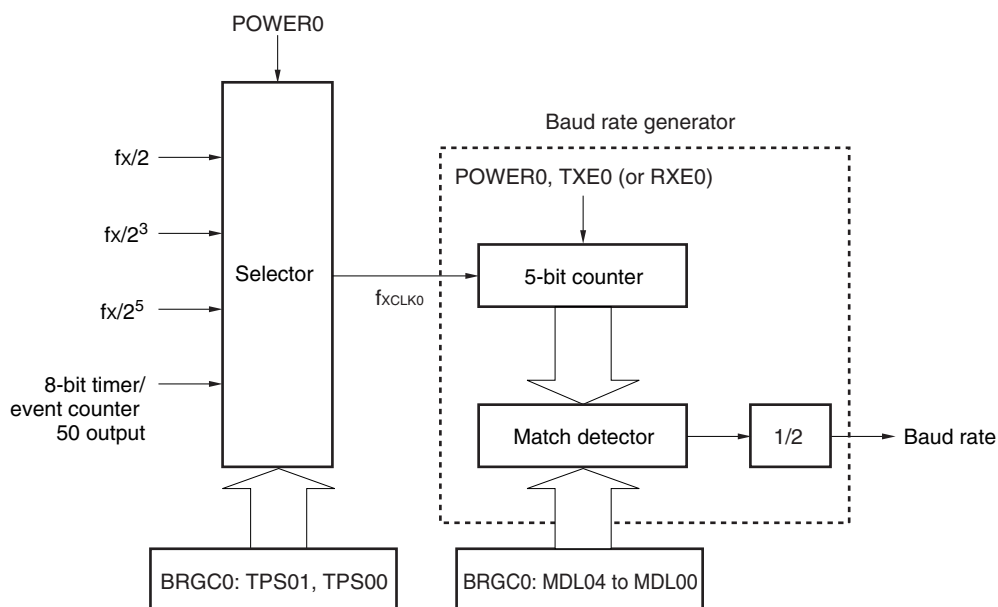 POWER0
Baud rate generator
fx/2
POWER0, TXE0 (or RXE0)
fx/2³
Selector
5-bit counter
fXCLK0
fx/2⁵
8-bit timer/
event counter
50 output
Match detector
1/2
Baud rate
BRGC0: TPS01, TPS00
BRGC0: MDL04 to MDL00